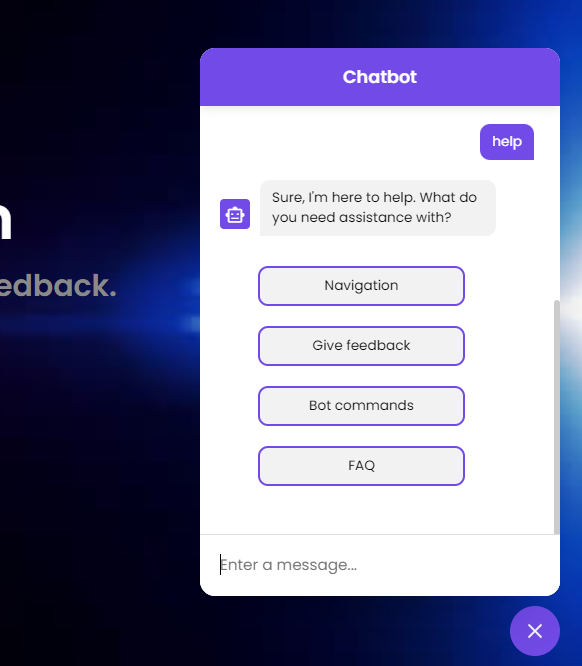 Chatbot
help
Sure, I'm here to help. What do
you need assistance with?
edback.
Navigation
Give feedback
Bot commands
FAQ
Enter a message...